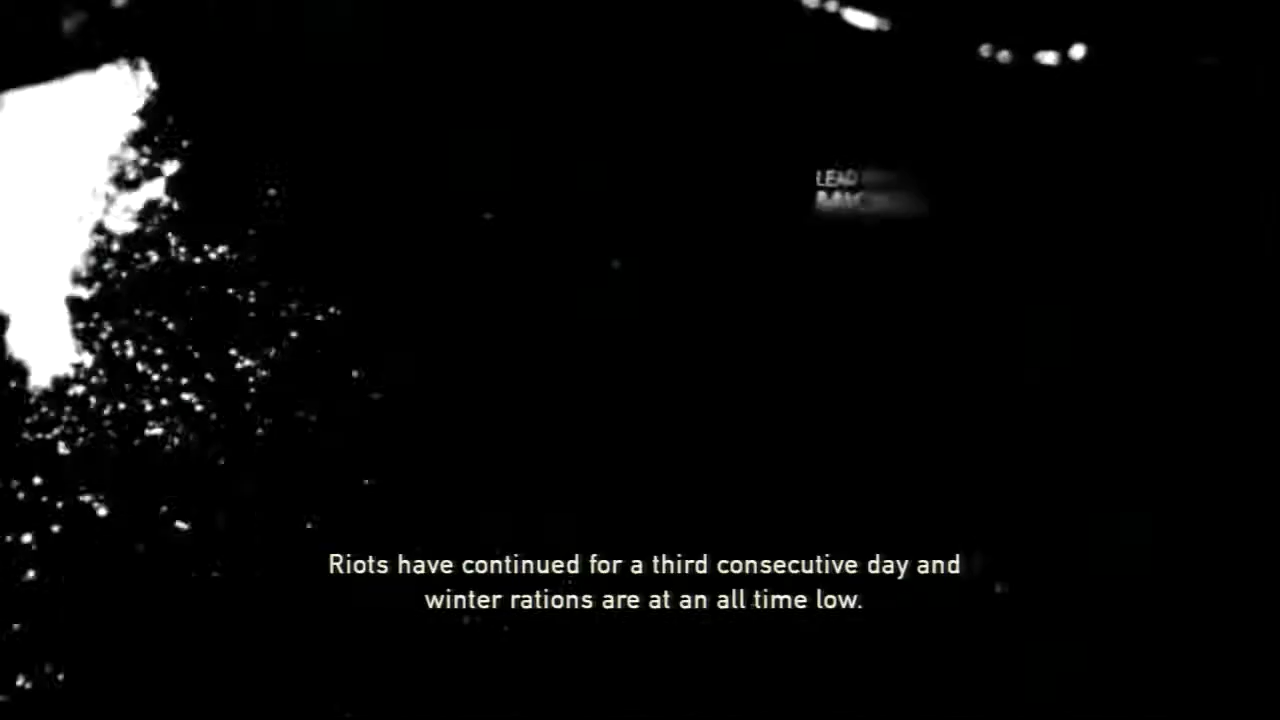 LEAD
Riots have continued for a third consecutive day and
winter rations are at an all time low.